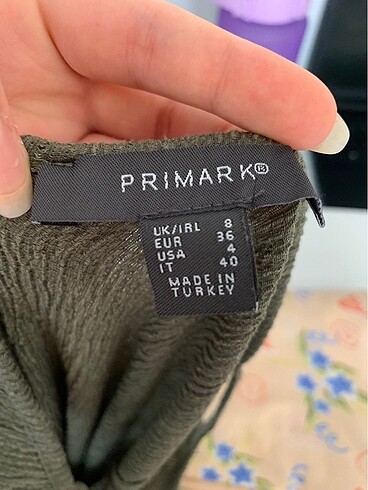 PRIMARK®
UK/IRL 8
EUR 36
USA 4
IT 40
MADE IN
TURKEY